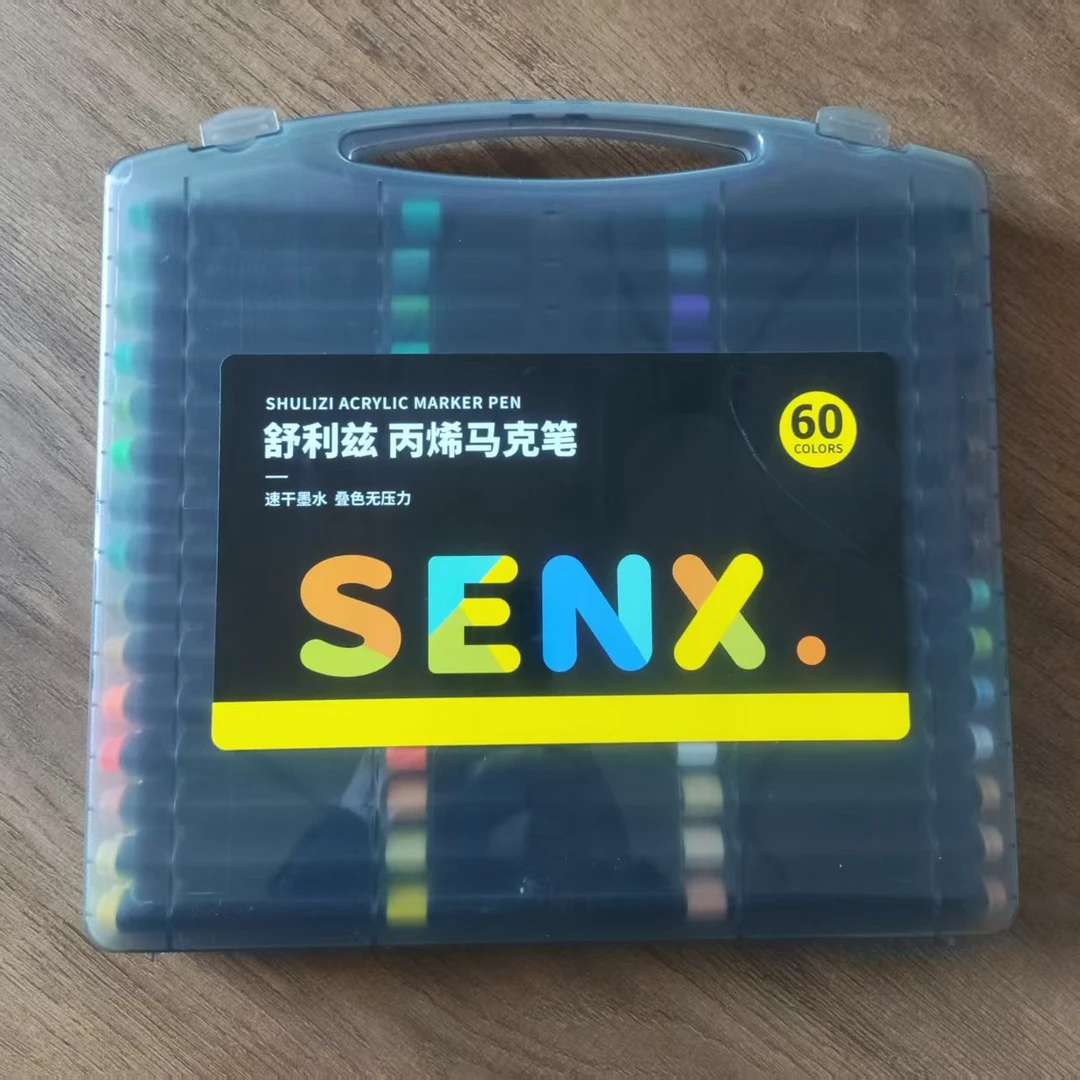 SHULIZI ACRYLIC MARKER PEN
舒利兹 丙烯马克笔
速干墨水 叠色无压力
60
COLORS
SENX.